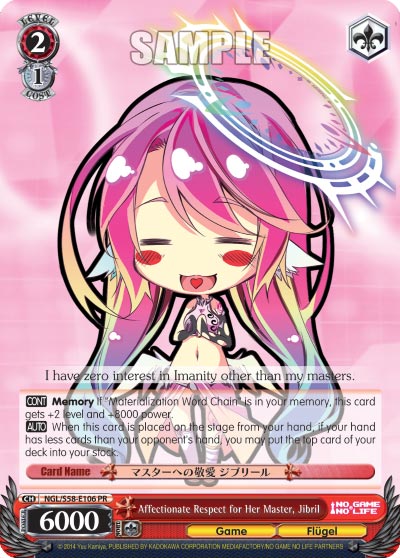 LEVEL
2
1
COST
SAMPLE
I have zero interest in Imanity other than my masters.
CONT Memory If "Materialization Word Chain" is in your memory, this card
gets +2 level and +8000 power.
AUTO When this card is placed on the stage from your hand, if your hand
has less cards than your opponent's hand, you may put the top card of your
deck into your stock.
Card Name マスターへの敬愛 ジブリール
CH NGL/S58-E106 PR
POWER 6000
Affectionate Respect for Her Master, Jibril
NO GAME NO LIFE
Game Flügel
© 2014 Yuu Kamiya, PUBLISHED BY KADOKAWA CORPORATION MEDIAFACTORY/NO GAME NO LIFE PARTNERS